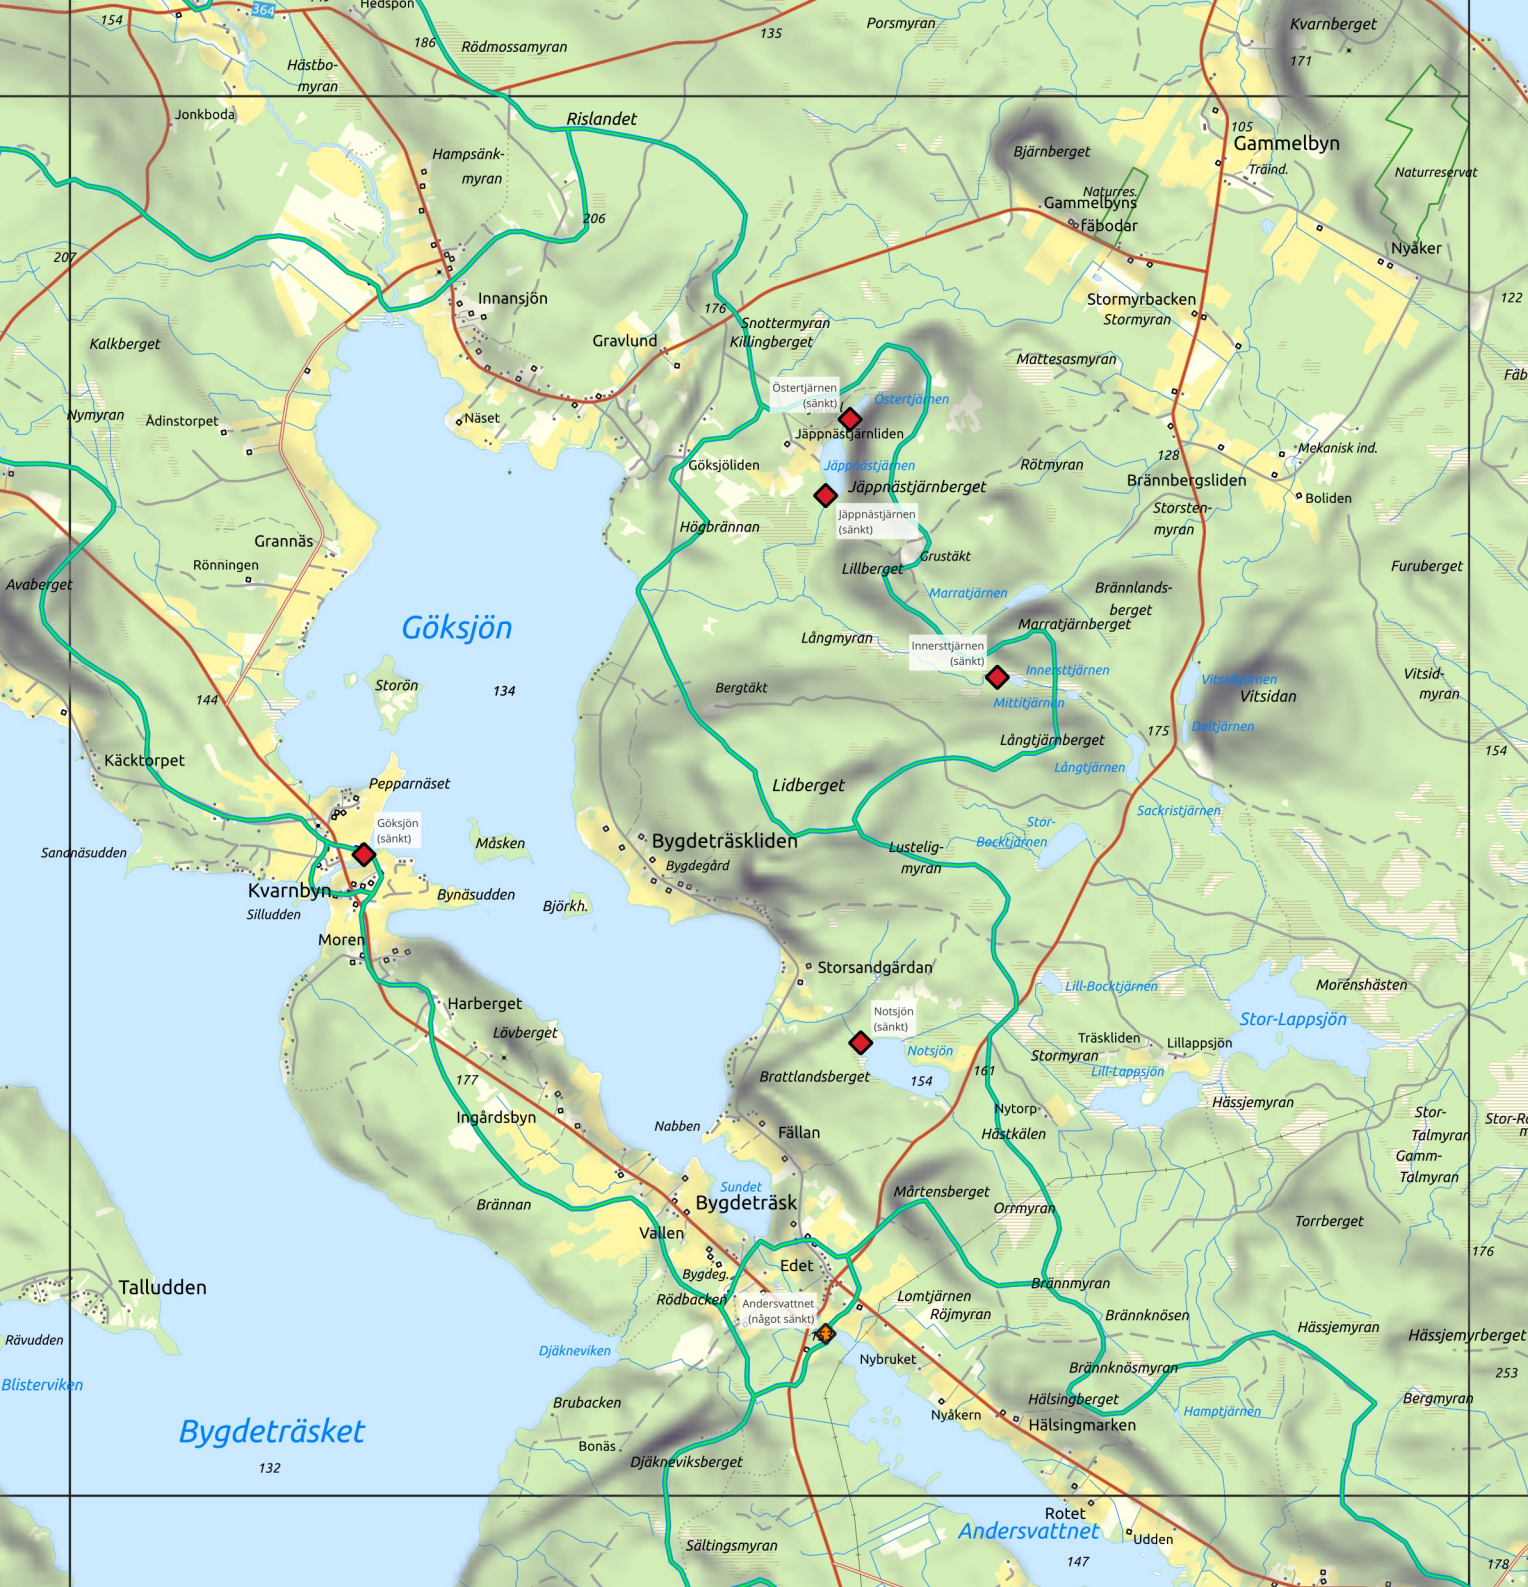 154
364
Hedspön
Hästbo-
myran
186
Rödmossamyran
135
Porsmyran
Kvarnberget
171
Jonkboda
Rislandet
Hampsänk-
myran
206
207
Bjärnberget
Naturres.
Gammelbyns
fäbodar
105
Gammelbyn
Träind.
Naturreservat
Nyåker
122
Innansjön
176
Snottermyran
Killingberget
Gravlund
Stormyrbacken
Stormyran
Kalkberget
Mattesasmyran
Fäb
Nymyran
Ådinstorpet
Näset
Östertjärnen
(sänkt)
Östertjärnen
Jäppnästjärnliden
Göksjöliden
Jäppnästjärnen
Jäppnästjärnberget
Jäppnästjärnen
(sänkt)
Rötmyran
128
Brännbergsliden
Mekanisk ind.
Boliden
Storsten-
myran
Högbrännan
Grannäs
Rönningen
Avaberget
Grustäkt
Lillberget
Furuberget
Marratjärnen
Brännlands-
berget
Marratjärnberget
Göksjön
Långmyran
Innersttjärnen
(sänkt)
Innersttjärnen
Mittitjärnen
Storön
134
144
Bergtäkt
Vitsidtjärnen
Vitsidan
Daltjärnen
Vitsid-
myran
175
154
Långtjärnberget
Långtjärnen
Käcktorpet
Pepparnäset
Lidberget
Sackristjärnen
Göksjön
(sänkt)
Måsken
Bygdeträskliden
Bygdegård
Stor-
Bocktjärnen
Lustelig-
myran
Sandnäsudden
Kvarnbyn
Bynäsudden
Silludden
Björkh.
Moren
Storsandgärdan
Lill-Bocktjärnen
Morénshästen
Harberget
Lövberget
Notsjön
(sänkt)
Notsjön
Stor-Lappsjön
Träskliden
Lillappsjön
Stormyran
Lill-Lappsjön
Brattlandsberget
154
161
177
Ingårdsbyn
Nabben
Fällan
Nytorp
Hästkälen
Hässjemyran
Stor-
Talmyran
Gamm-
Talmyran
Stor-R
Brännan
Sundet
Bygdeträsk
Mårtensberget
Orrmyran
Torrberget
176
Vallen
Edet
Bygdeg.
Rödbacken
Talludden
Brännmyran
Lomtjärnen
Röjmyran
Andersvattnet
(något sänkt)
Brännknösen
Hässjemyran
Hässjemyrberget
253
Rävudden
Djäkneviken
Nybruket
Brännknösmyran
Blisterviken
Hälsingberget
Bergmyran
Brubacken
Nyåkern
Hamptjärnen
Hälsingmarken
Bygdeträsket
132
Bonäs
Djäkneviksberget
Rotet
Andersvattnet
Udden
147
Sältingsmyran
178